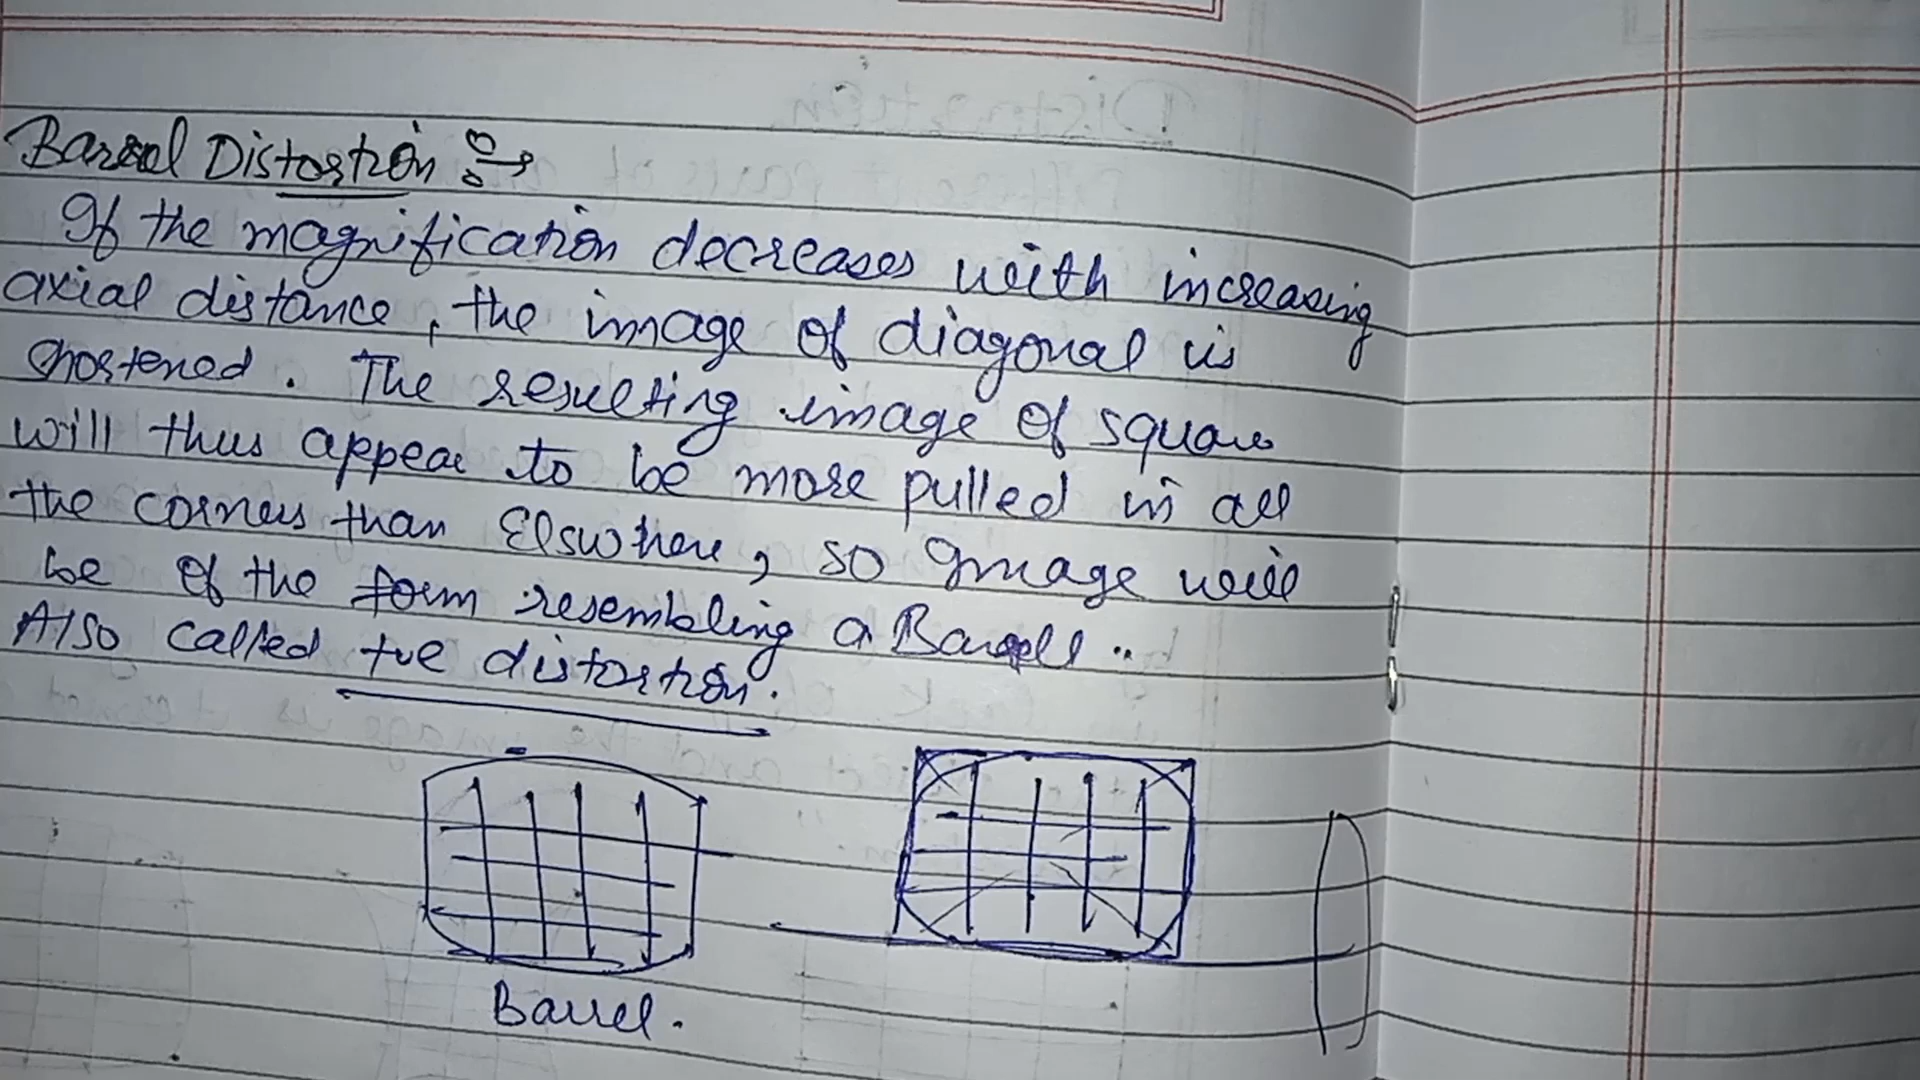 Barrel Distortion :→
If the magnification decreases with increasing
axial distance, the image of diagonal is
shortened. The resulting image of square
will thus appear to be more pulled in all
the corners than Elswhere, so Image will
be of the form resembling a Barrell ..
Also called +ve distortion.
Barrel.